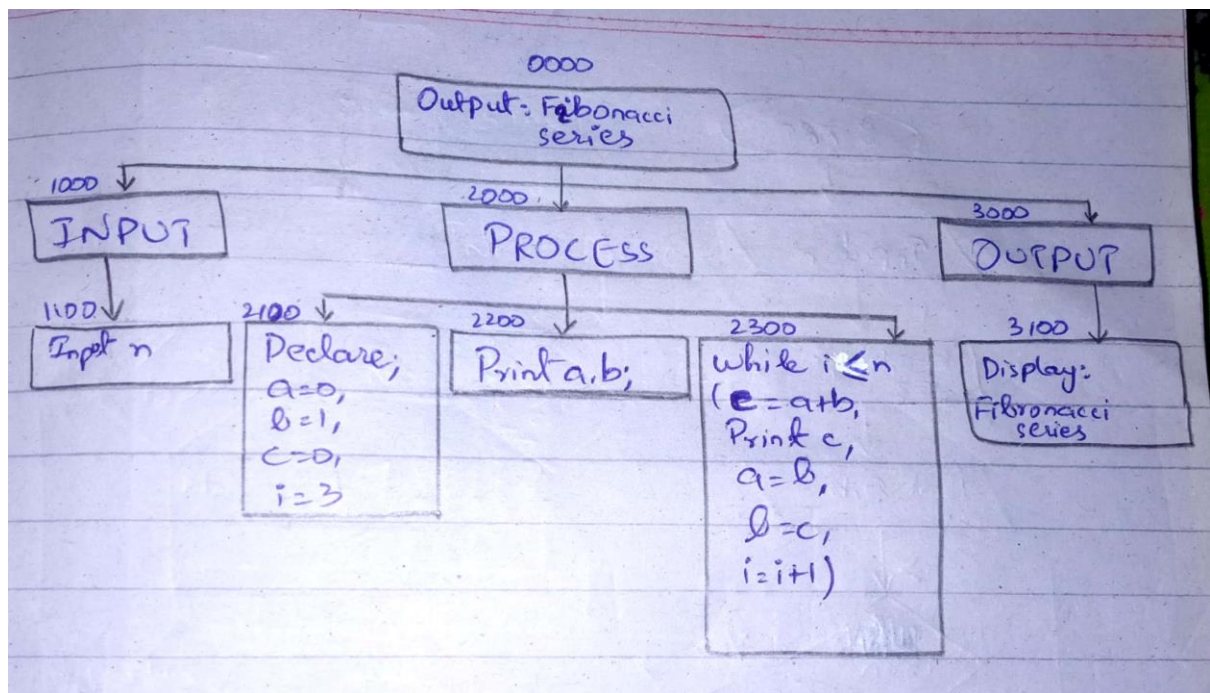 0000
Output: Fibonacci
series
1000
INPUT
2000
PROCESS
3000
OUTPUT
1100
Input n
2100
Declare;
a=0,
b=1,
c=0,
i=3
2200
Print a,b;
2300
while i≤n
(c=a+b,
Print c,
a=b,
b=c,
i=i+1)
3100
Display:
Fibronacci
series